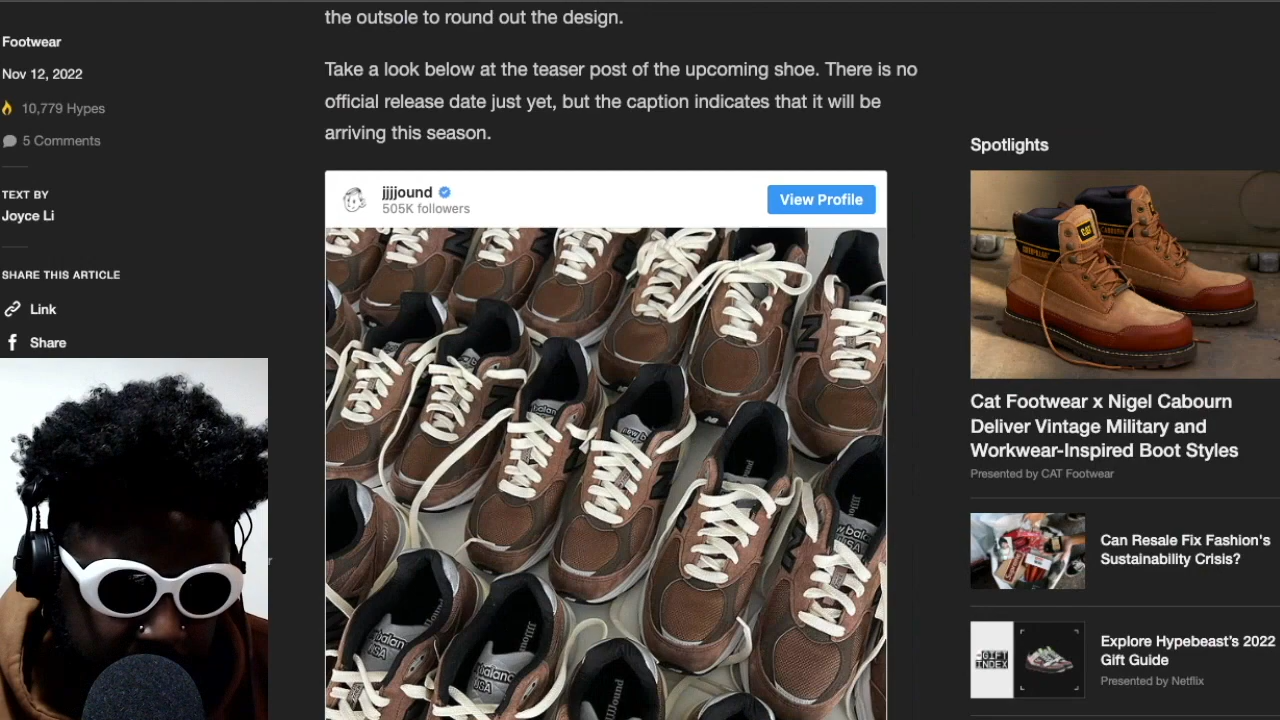 the outsole to round out the design.
Footwear
Nov 12, 2022
10,779 Hypes
5 Comments
TEXT BY
Joyce Li
SHARE THIS ARTICLE
Link
Share
Take a look below at the teaser post of the upcoming shoe. There is no
official release date just yet, but the caption indicates that it will be
arriving this season.
jjjjound
505K followers
View Profile
Spotlights
CAT
Cat Footwear x Nigel Cabourn
Deliver Vintage Military and
Workwear-Inspired Boot Styles
Presented by CAT Footwear
Can Resale Fix Fashion's
Sustainability Crisis?
GIFT
INDEX
Explore Hypebeast's 2022
Gift Guide
Presented by Netflix